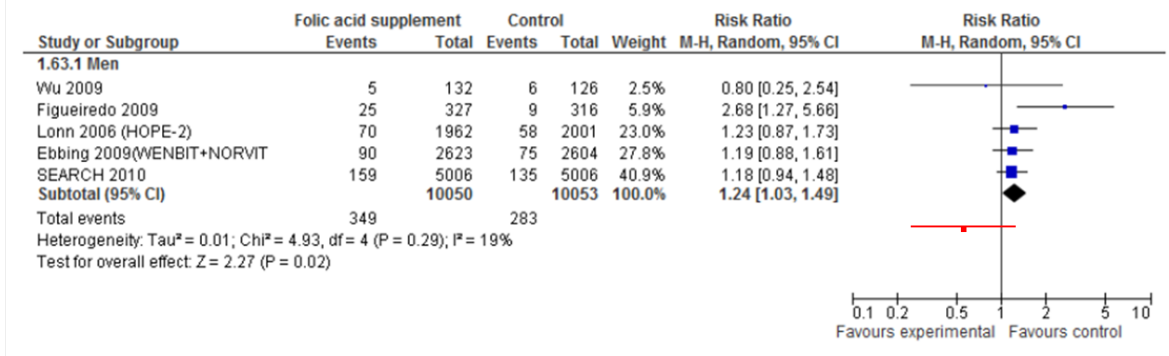 Folic acid supplement Control Risk Ratio Risk Ratio
Study or Subgroup Events Total Events Total Weight M-H, Random, 95% CI M-H, Random, 95% CI
1.63.1 Men
Wu 2009 5 132 6 126 2.5% 0.80 [0.25, 2.54]
Figueiredo 2009 25 327 9 316 5.9% 2.68 [1.27, 5.66]
Lonn 2006 (HOPE-2) 70 1962 58 2001 23.0% 1.23 [0.87, 1.73]
Ebbing 2009(WENBIT+NORVIT 90 2623 75 2604 27.8% 1.19 [0.88, 1.61]
SEARCH 2010 159 5006 135 5006 40.9% 1.18 [0.94, 1.48]
Subtotal (95% CI) 10050 10053 100.0% 1.24 [1.03, 1.49]
Total events 349 283
Heterogeneity: Tau² = 0.01; Chi² = 4.93, df = 4 (P = 0.29); I² = 19%
Test for overall effect: Z = 2.27 (P = 0.02)
0.1 0.2 0.5 1 2 5 10
Favours experimental Favours control